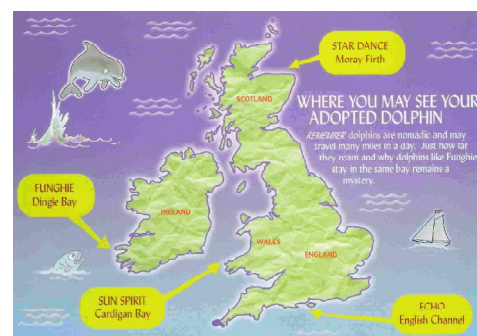 STAR DANCE
Moray Firth
SCOTLAND
WHERE YOU MAY SEE YOUR
ADOPTED DOLPHIN
REMEMBER dolphins are nomadic and may
travel many miles in a day. Just how far
they roam and why dolphins like Funghie
stay in the same bay remains a
mystery.
FUNGHIE
Dingle Bay
IRELAND
WALES
ENGLAND
SUN SPIRIT
Cardigan Bay
ECHO
English Channel